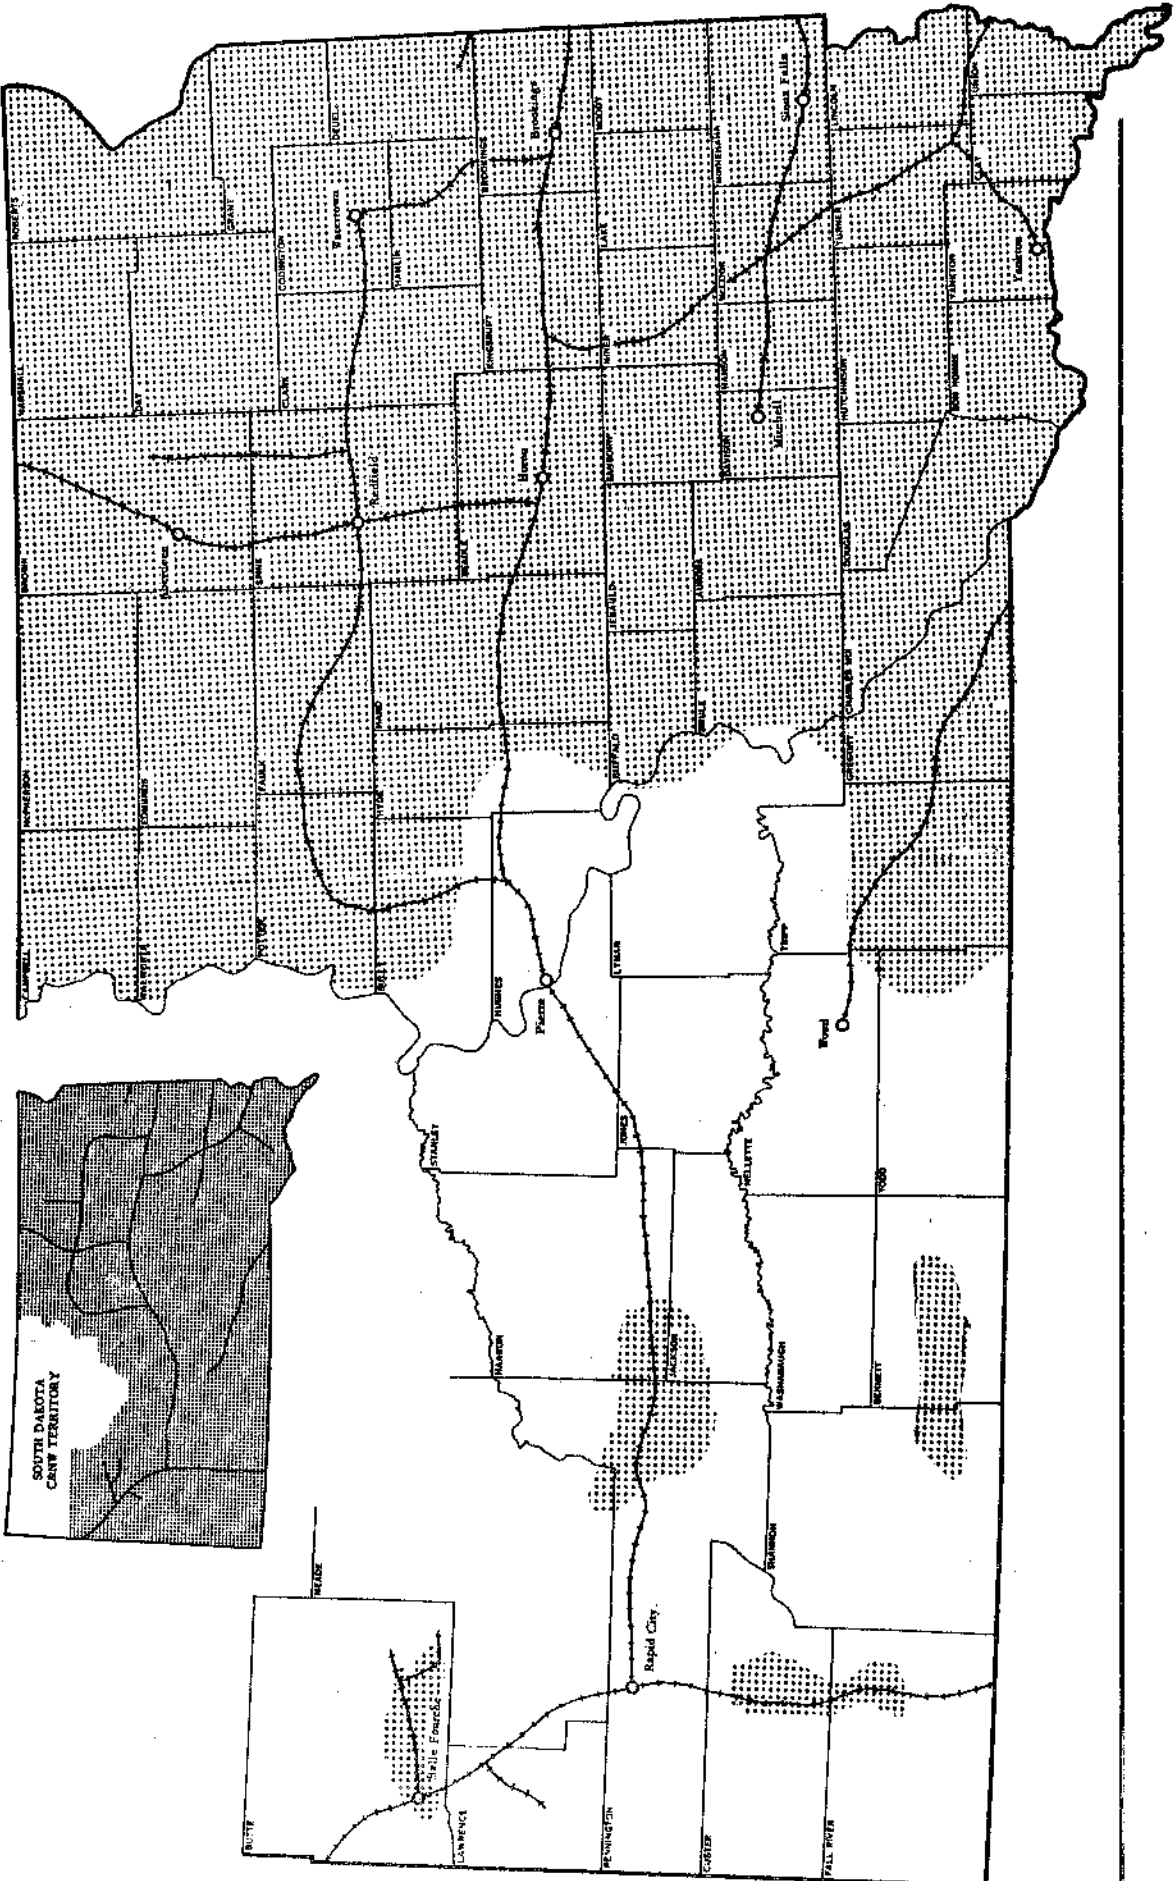 SOUTH DAKOTA
C&NW TERRITORY
BUTTE
MEADE
LAWRENCE
Belle Fourche
PENNINGTON
Rapid City
CUSTER
FALL RIVER
SHANNON
HAAKON
JACKSON
WASHABAUGH
BENNETT
STANLEY
JONES
MELLETTE
TODD
CAMPBELL
WALWORTH
POTTER
SULLY
HUGHES
Pierre
LYMAN
TRIPP
Wood
MCPHERSON
EDMUNDS
FAULK
HYDE
HAND
BUFFALO
BRULE
GREGORY
CHARLES MIX
BROWN
Aberdeen
SPINK
Redfield
BEADLE
Huron
JERAULD
AURORA
DOUGLAS
MARSHALL
DAY
CLARK
KINGSBURY
SANBORN
MINER
HANSON
DAVISON
Mitchell
HUTCHINSON
BON HOMME
ROBERTS
GRANT
CODINGTON
Watertown
HAMLIN
DEUEL
BROOKINGS
Brookings
LAKE
MOODY
MCCOOK
MINNEHAHA
Sioux Falls
TURNER
LINCOLN
YANKTON
Yankton
CLAY
UNION